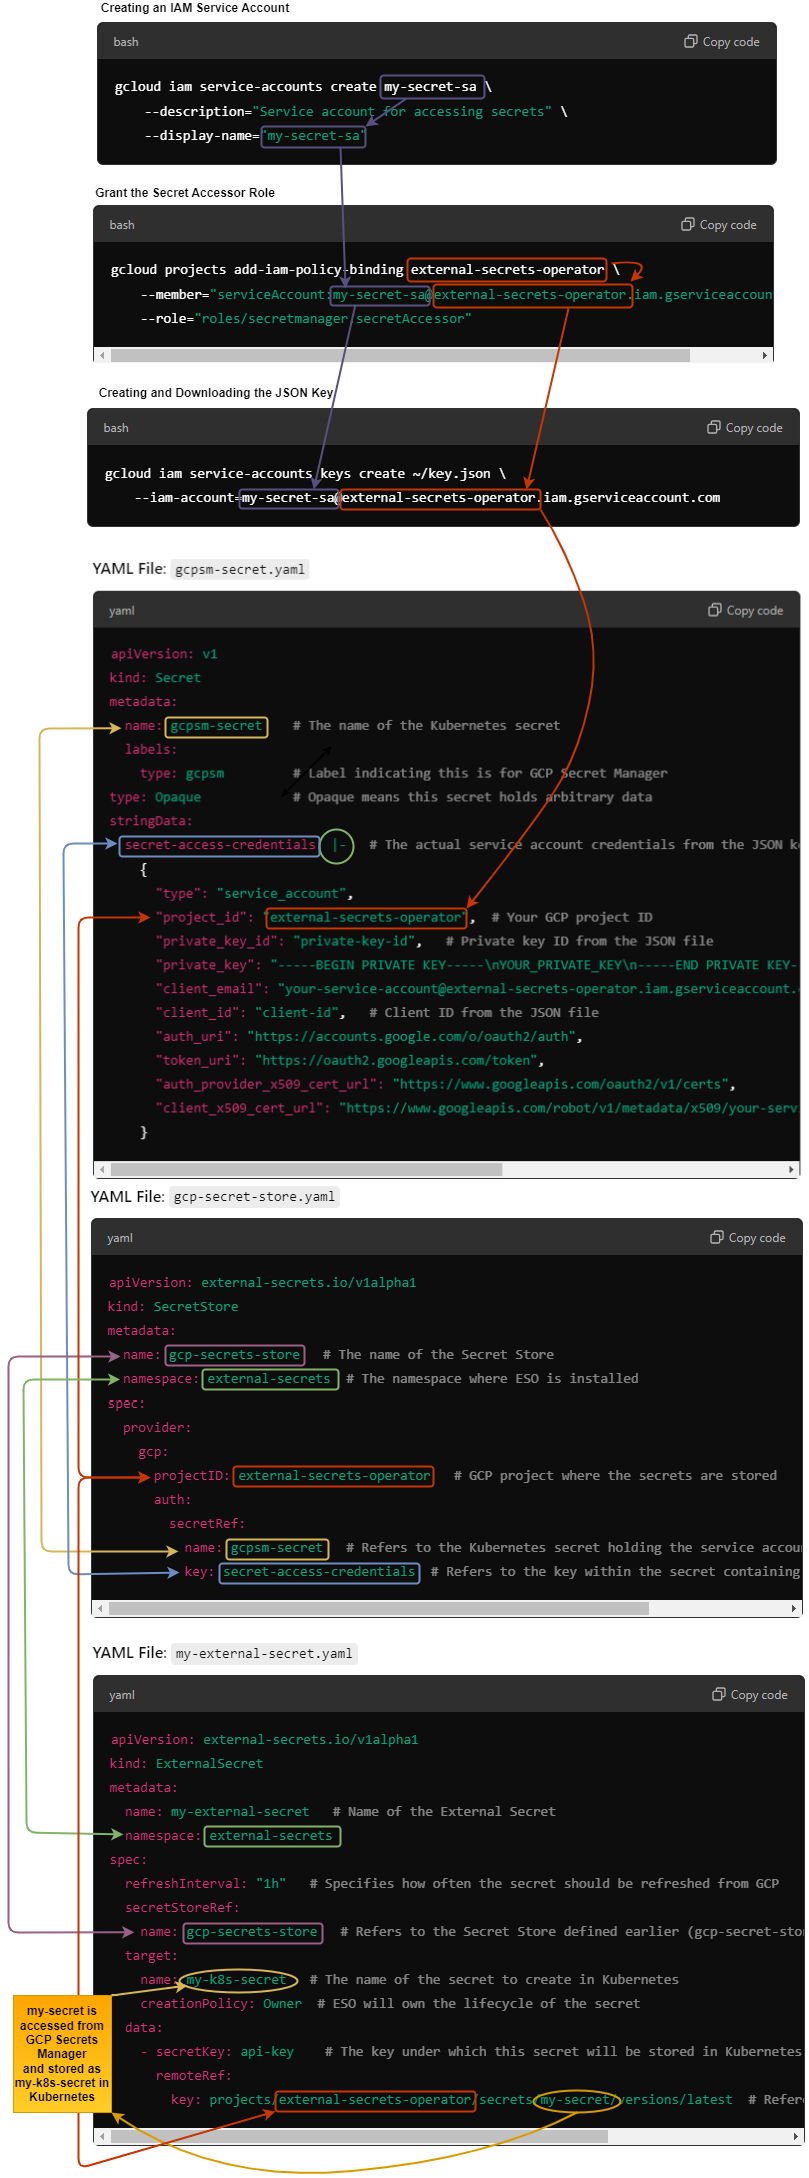 Creating an IAM Service Account
bash
Copy code
gcloud iam service-accounts create my-secret-sa \
--description="Service account for accessing secrets" \
--display-name="my-secret-sa"
Grant the Secret Accessor Role
bash
Copy code
gcloud projects add-iam-policy-binding external-secrets-operator \
--member="serviceAccount:my-secret-sa@external-secrets-operator.iam.gserviceaccount
--role="roles/secretmanager.secretAccessor"
Creating and Downloading the JSON Key
bash
Copy code
gcloud iam service-accounts keys create ~/key.json \
--iam-account=my-secret-sa@external-secrets-operator.iam.gserviceaccount.com
YAML File: gcpsm-secret.yaml
yaml
Copy code
apiVersion: v1
kind: Secret
metadata:
name: gcpsm-secret # The name of the Kubernetes secret
labels:
type: gcpsm # Label indicating this is for GCP Secret Manager
type: Opaque # Opaque means this secret holds arbitrary data
stringData:
secret-access-credentials |- # The actual service account credentials from the JSON
{
"type": "service_account",
"project_id": "external-secrets-operator", # Your GCP project ID
"private_key_id": "private-key-id", # Private key ID from the JSON file
"private_key": "-----BEGIN PRIVATE KEY-----\nYOUR_PRIVATE_KEY\n-----END PRIVATE KEY-
"client_email": "your-service-account@external-secrets-operator.iam.gserviceaccount.
"client_id": "client-id", # Client ID from the JSON file
"auth_uri": "https://accounts.google.com/o/oauth2/auth",
"token_uri": "https://oauth2.googleapis.com/token",
"auth_provider_x509_cert_url": "https://www.googleapis.com/oauth2/v1/certs",
"client_x509_cert_url": "https://www.googleapis.com/robot/v1/metadata/x509/your-serv
}
YAML File: gcp-secret-store.yaml
yaml
Copy code
apiVersion: external-secrets.io/v1alpha1
kind: SecretStore
metadata:
name: gcp-secrets-store # The name of the Secret Store
namespace: external-secrets # The namespace where ESO is installed
spec:
provider:
gcp:
projectID: external-secrets-operator # GCP project where the secrets are stored
auth:
secretRef:
name: gcpsm-secret # Refers to the Kubernetes secret holding the service accou
key: secret-access-credentials # Refers to the key within the secret containing
YAML File: my-external-secret.yaml
yaml
Copy code
apiVersion: external-secrets.io/v1alpha1
kind: ExternalSecret
metadata:
name: my-external-secret # Name of the External Secret
namespace: external-secrets
spec:
refreshInterval: "1h" # Specifies how often the secret should be refreshed from GCP
secretStoreRef:
name: gcp-secrets-store # Refers to the Secret Store defined earlier (gcp-secret-sto
target:
name: my-k8s-secret # The name of the secret to create in Kubernetes
creationPolicy: Owner # ESO will own the lifecycle of the secret
data:
- secretKey: api-key # The key under which this secret will be stored in Kubernetes
remoteRef:
key: projects/external-secrets-operator/secrets/my-secret/versions/latest # Refer
my-secret is
accessed from
GCP Secrets
Manager
and stored as
my-k8s-secret in
Kubernetes